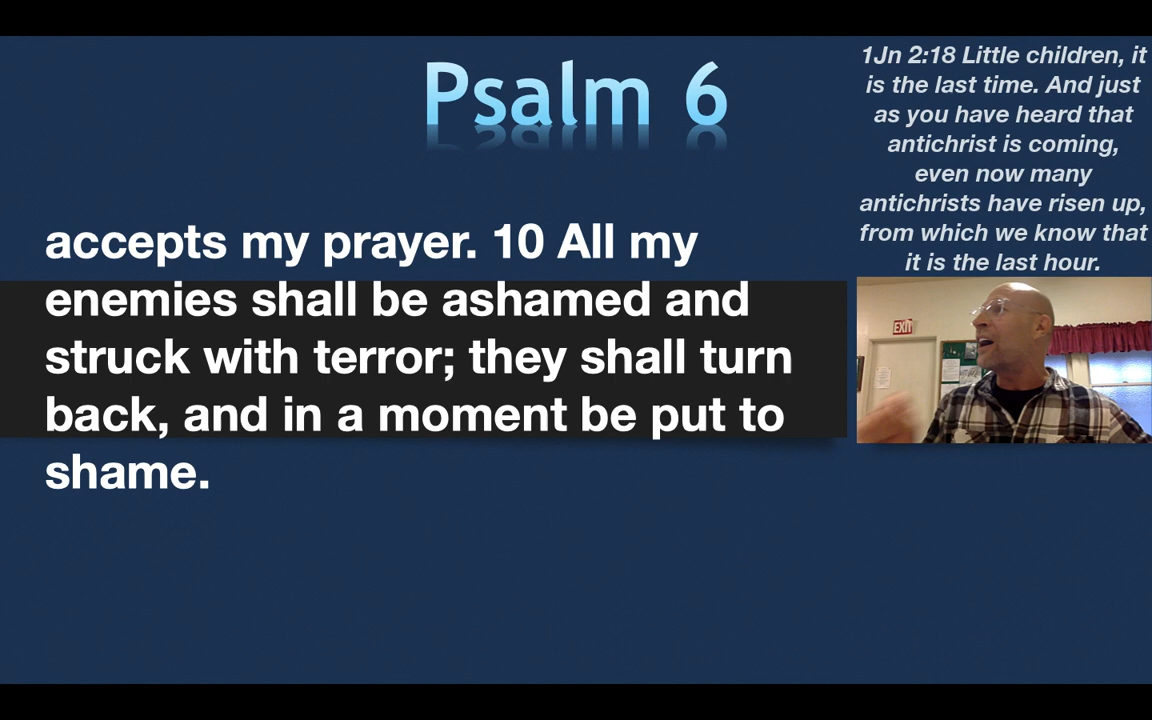 Psalm 6
accepts my prayer. 10 All my
enemies shall be ashamed and
struck with terror; they shall turn
back, and in a moment be put to
shame.
1Jn 2:18 Little children, it
is the last time. And just
as you have heard that
antichrist is coming,
even now many
antichrists have risen up,
from which we know that
it is the last hour.
EXIT